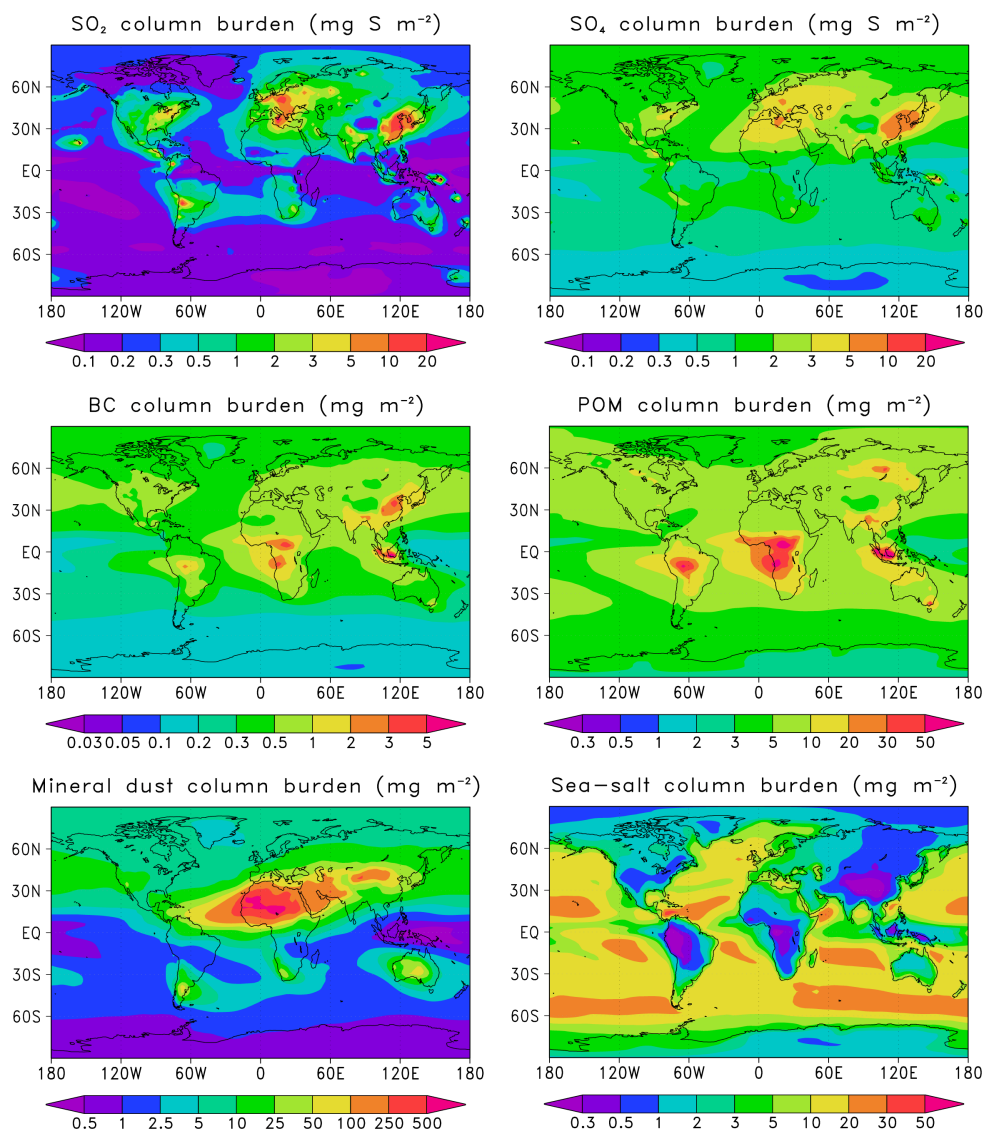 SO₂ column burden (mg S m⁻²)
60N
30N
EQ
30S
60S
180 120W 60W 0 60E 120E 180
0.1 0.2 0.3 0.5 1 2 3 5 10 20
SO₄ column burden (mg S m⁻²)
60N
30N
EQ
30S
60S
180 120W 60W 0 60E 120E 180
0.1 0.2 0.3 0.5 1 2 3 5 10 20
BC column burden (mg m⁻²)
60N
30N
EQ
30S
60S
180 120W 60W 0 60E 120E 180
0.03 0.05 0.1 0.2 0.3 0.5 1 2 3 5
POM column burden (mg m⁻²)
60N
30N
EQ
30S
60S
180 120W 60W 0 60E 120E 180
0.3 0.5 1 2 3 5 10 20 30 50
Mineral dust column burden (mg m⁻²)
60N
30N
EQ
30S
60S
180 120W 60W 0 60E 120E 180
0.5 1 2.5 5 10 25 50 100 250 500
Sea−salt column burden (mg m⁻²)
60N
30N
EQ
30S
60S
180 120W 60W 0 60E 120E 180
0.3 0.5 1 2 3 5 10 20 30 50